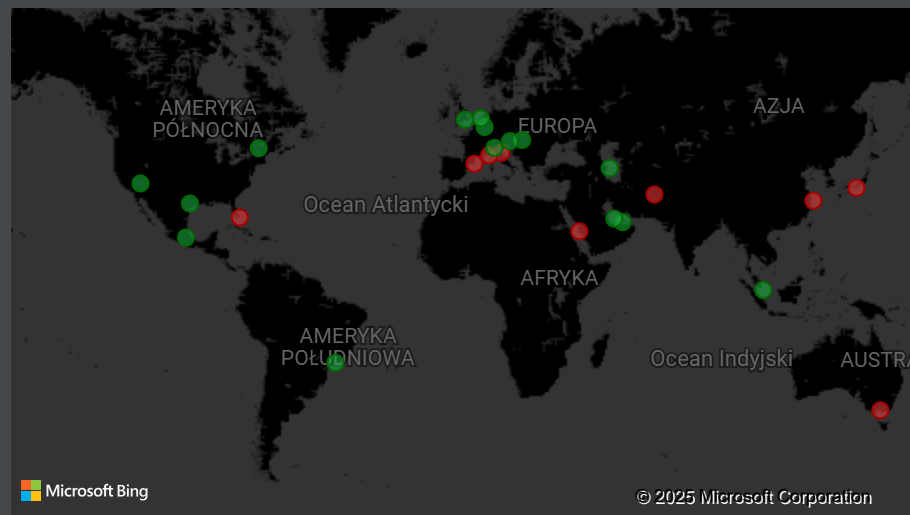 AMERYKA
PÓŁNOCNA
AZJA
EUROPA
Ocean Atlantycki
AFRYKA
AMERYKA
POŁUDNIOWA
Ocean Indyjski
AUSTRA
Microsoft Bing
© 2025 Microsoft Corporation